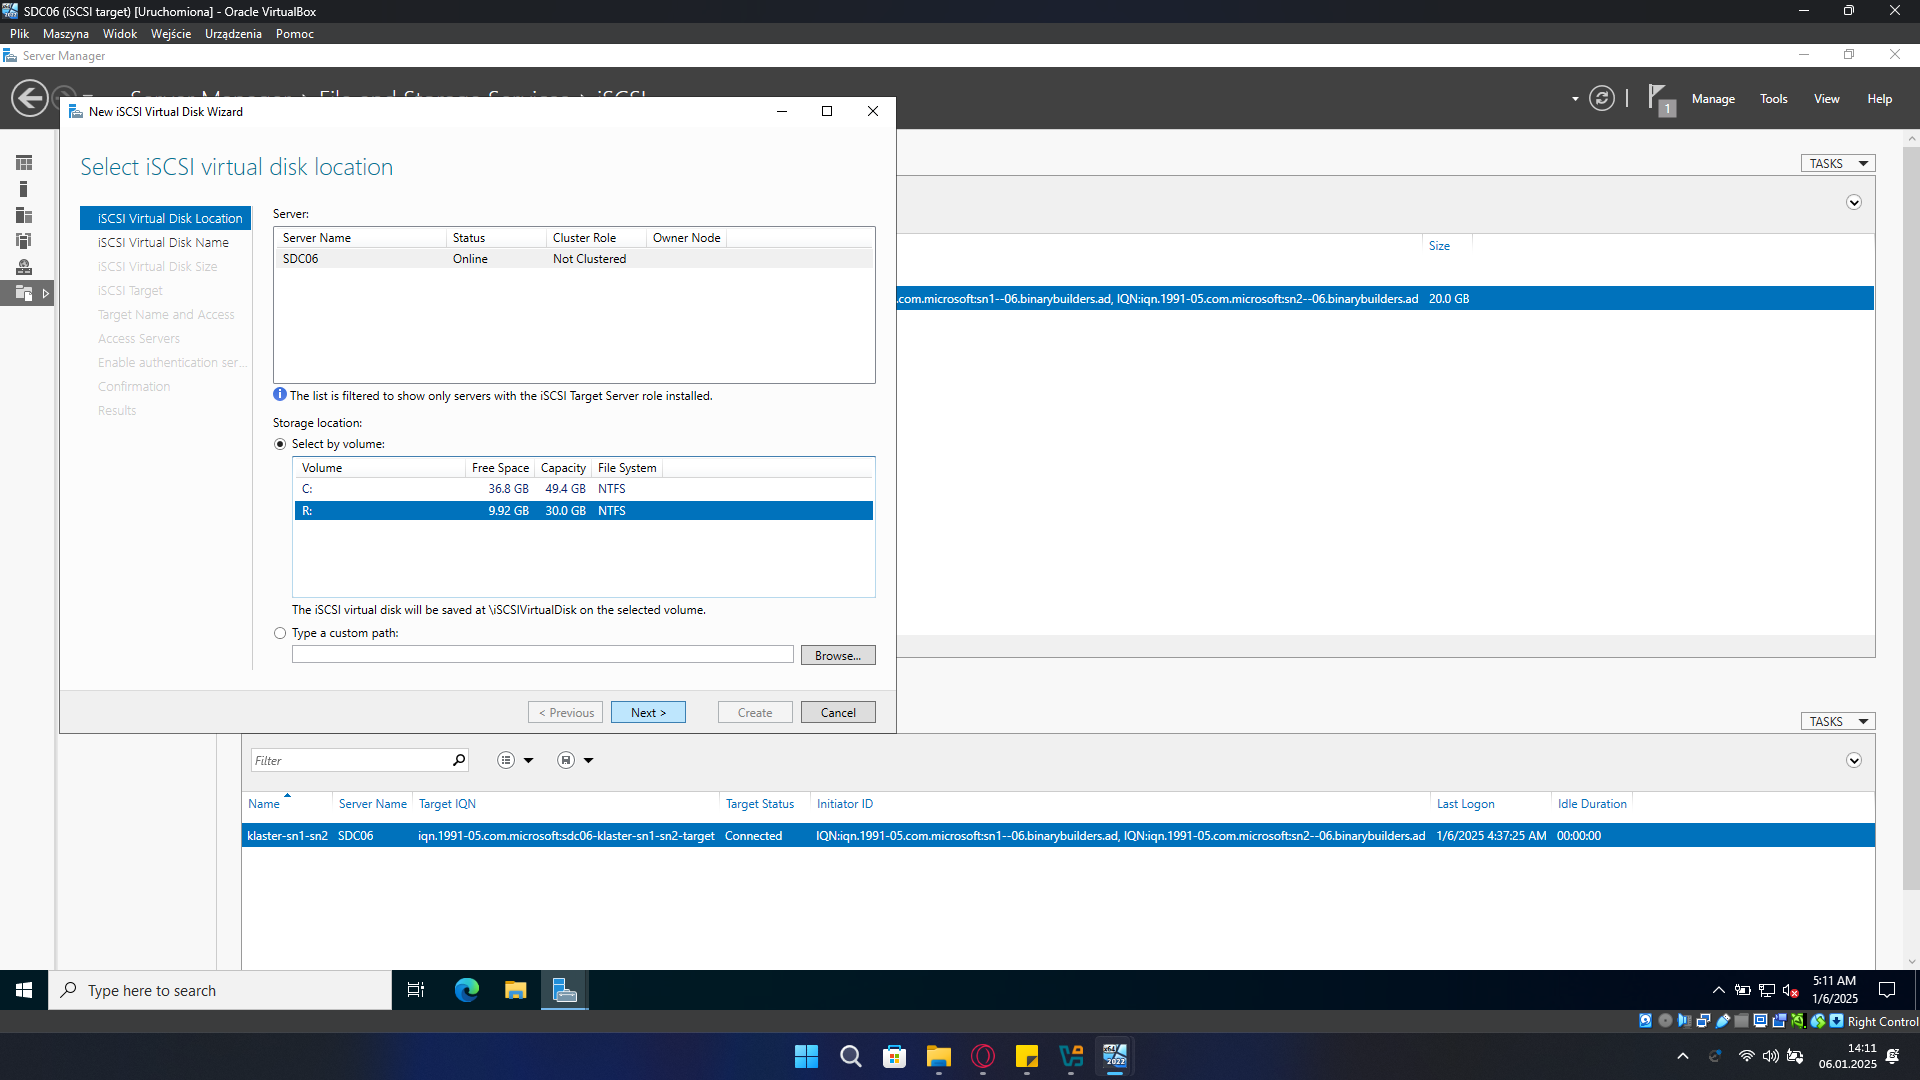 SDC06 (iSCSI target) [Uruchomiona] - Oracle VirtualBox
Plik Maszyna Widok Wejście Urządzenia Pomoc
Server Manager
Server Manager › File and Storage Services › iSCSI
1 Manage Tools View Help
New iSCSI Virtual Disk Wizard
Select iSCSI virtual disk location
iSCSI Virtual Disk Location
iSCSI Virtual Disk Name
iSCSI Virtual Disk Size
iSCSI Target
Target Name and Access
Access Servers
Enable authentication ser...
Confirmation
Results
Server:
Server Name Status Cluster Role Owner Node
SDC06 Online Not Clustered
The list is filtered to show only servers with the iSCSI Target Server role installed.
Storage location:
Select by volume:
Volume Free Space Capacity File System
C: 36.8 GB 49.4 GB NTFS
R: 9.92 GB 30.0 GB NTFS
The iSCSI virtual disk will be saved at \iSCSIVirtualDisk on the selected volume.
Type a custom path:
Browse...
< Previous Next > Create Cancel
TASKS
Size
.com.microsoft:sn1--06.binarybuilders.ad, IQN:iqn.1991-05.com.microsoft:sn2--06.binarybuilders.ad 20.0 GB
TASKS
Filter
Name Server Name Target IQN Target Status Initiator ID Last Logon Idle Duration
klaster-sn1-sn2 SDC06 iqn.1991-05.com.microsoft:sdc06-klaster-sn1-sn2-target Connected IQN:iqn.1991-05.com.microsoft:sn1--06.binarybuilders.ad, IQN:iqn.1991-05.com.microsoft:sn2--06.binarybuilders.ad 1/6/2025 4:37:25 AM 00:00:00
Type here to search
5:11 AM
1/6/2025
Right Control
14:11
06.01.2025